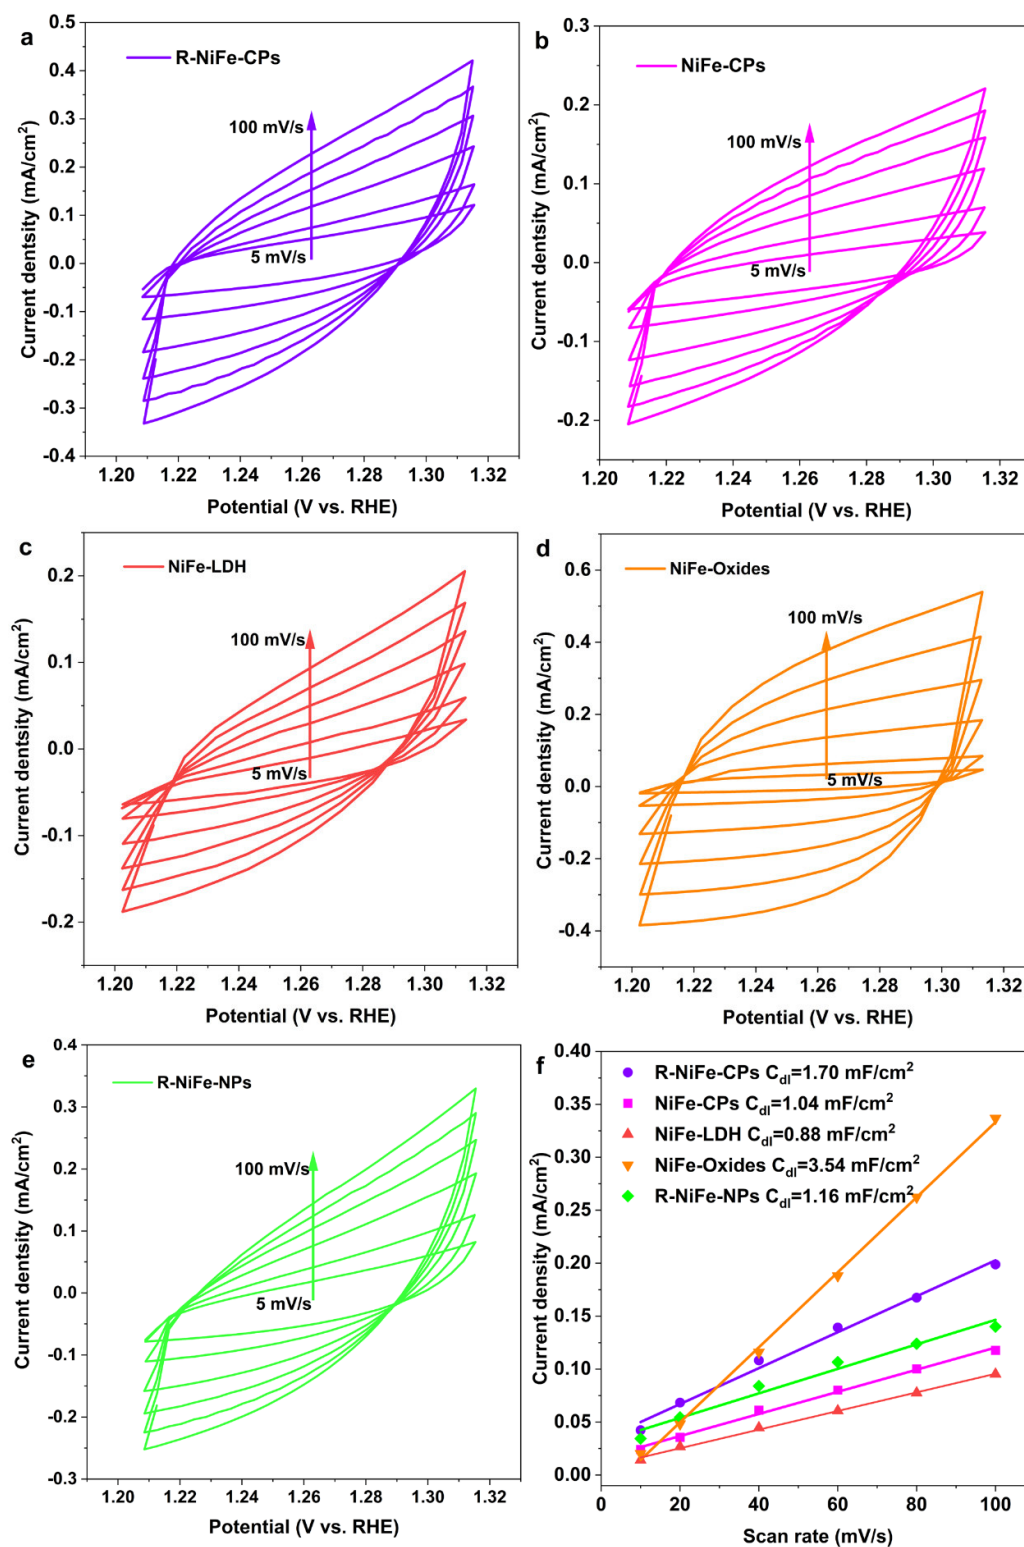 a
R-NiFe-CPs
100 mV/s
5 mV/s
0.5
0.4
0.3
0.2
0.1
0.0
-0.1
-0.2
-0.3
-0.4
Current dentsity (mA/cm²)
1.20 1.22 1.24 1.26 1.28 1.30 1.32
Potential (V vs. RHE)
b
NiFe-CPs
100 mV/s
5 mV/s
0.3
0.2
0.1
0.0
-0.1
-0.2
Current dentsity (mA/cm²)
1.20 1.22 1.24 1.26 1.28 1.30 1.32
Potential (V vs. RHE)
c
NiFe-LDH
100 mV/s
5 mV/s
0.2
0.1
0.0
-0.1
-0.2
Current dentsity (mA/cm²)
1.20 1.22 1.24 1.26 1.28 1.30 1.32
Potential (V vs. RHE)
d
NiFe-Oxides
100 mV/s
5 mV/s
0.6
0.4
0.2
0.0
-0.2
-0.4
Current dentsity (mA/cm²)
1.20 1.22 1.24 1.26 1.28 1.30 1.32
Potential (V vs. RHE)
e
R-NiFe-NPs
100 mV/s
5 mV/s
0.4
0.3
0.2
0.1
0.0
-0.1
-0.2
-0.3
Current dentsity (mA/cm²)
1.20 1.22 1.24 1.26 1.28 1.30 1.32
Potential (V vs. RHE)
f
R-NiFe-CPs Cdl=1.70 mF/cm²
NiFe-CPs Cdl=1.04 mF/cm²
NiFe-LDH Cdl=0.88 mF/cm²
NiFe-Oxides Cdl=3.54 mF/cm²
R-NiFe-NPs Cdl=1.16 mF/cm²
0.40
0.35
0.30
0.25
0.20
0.15
0.10
0.05
0.00
Current density (mA/cm²)
0 20 40 60 80 100
Scan rate (mV/s)